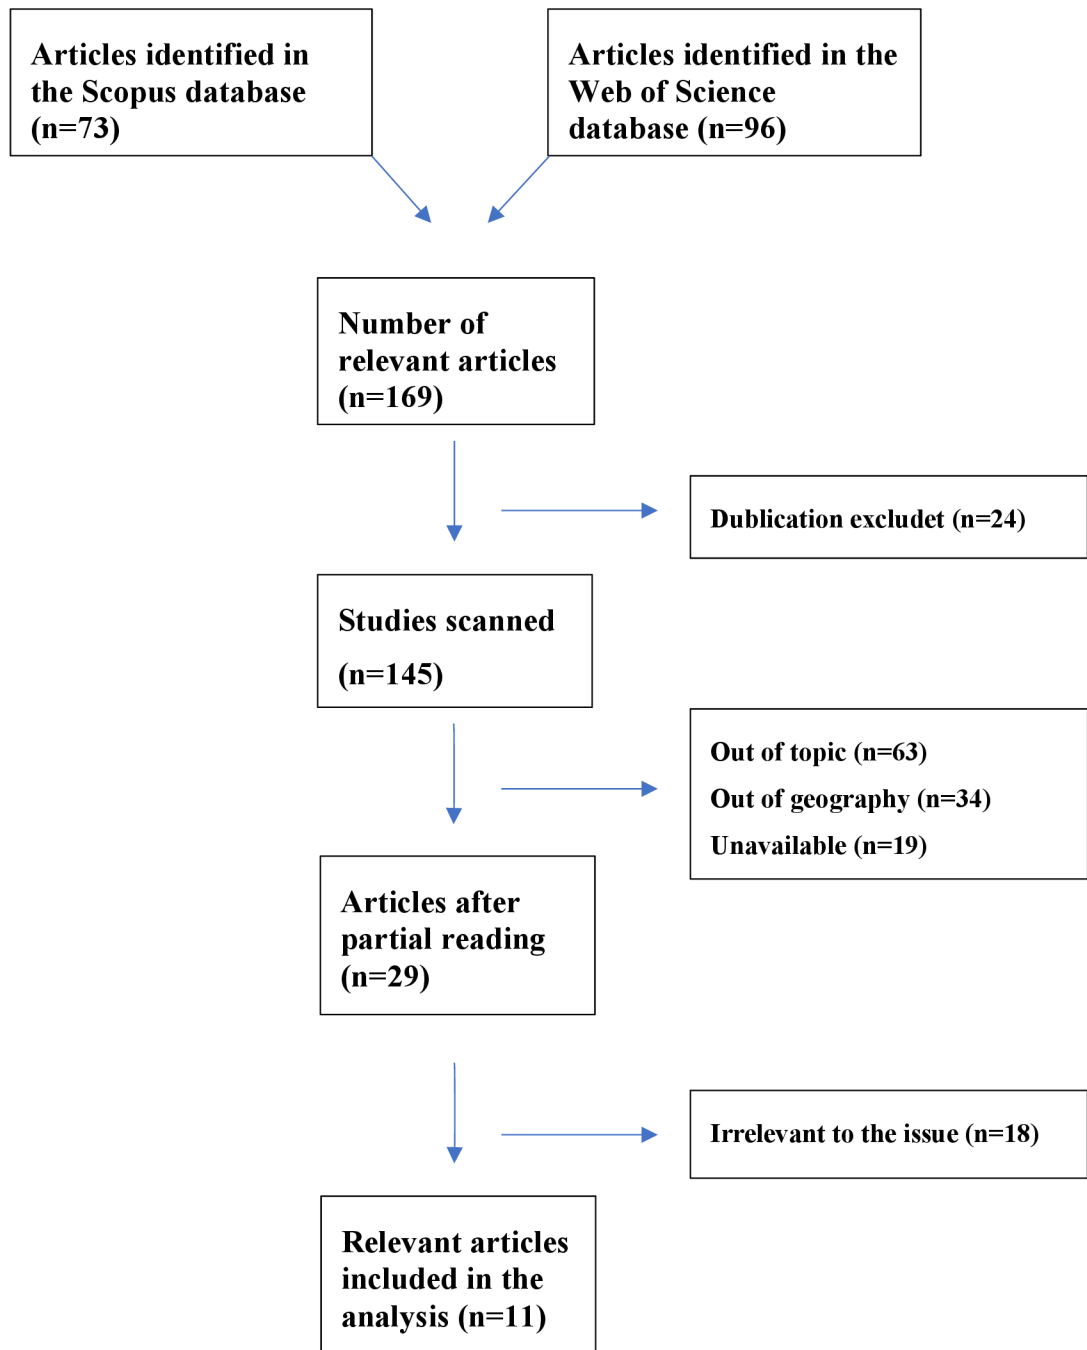 Articles identified in
the Scopus database
(n=73)
Articles identified in the
Web of Science
database (n=96)
Number of
relevant articles
(n=169)
Dublication excludet (n=24)
Studies scanned
(n=145)
Out of topic (n=63)
Out of geography (n=34)
Unavailable (n=19)
Articles after
partial reading
(n=29)
Irrelevant to the issue (n=18)
Relevant articles
included in the
analysis (n=11)